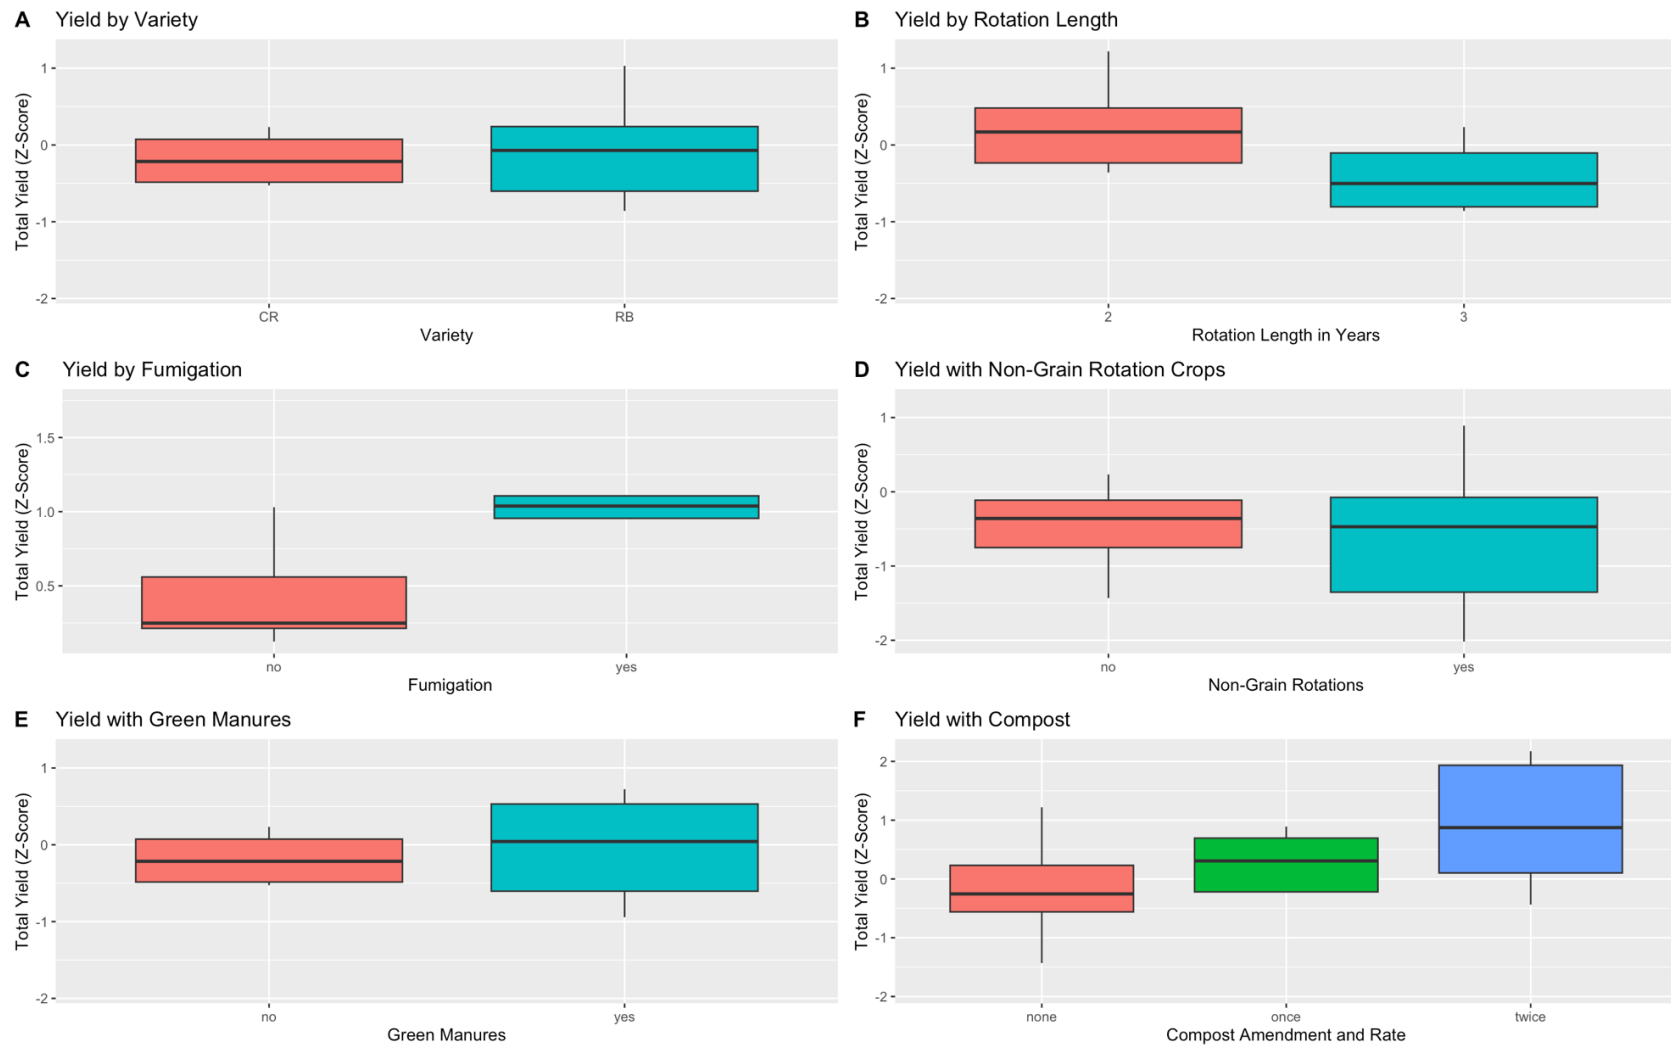 A Yield by Variety
Total Yield (Z-Score)
1
0
-1
-2
CR RB
Variety
B Yield by Rotation Length
Total Yield (Z-Score)
1
0
-1
-2
2 3
Rotation Length in Years
C Yield by Fumigation
Total Yield (Z-Score)
1.5
1.0
0.5
no yes
Fumigation
D Yield with Non-Grain Rotation Crops
Total Yield (Z-Score)
1
0
-1
-2
no yes
Non-Grain Rotations
E Yield with Green Manures
Total Yield (Z-Score)
1
0
-1
-2
no yes
Green Manures
F Yield with Compost
Total Yield (Z-Score)
2
1
0
-1
-2
none once twice
Compost Amendment and Rate